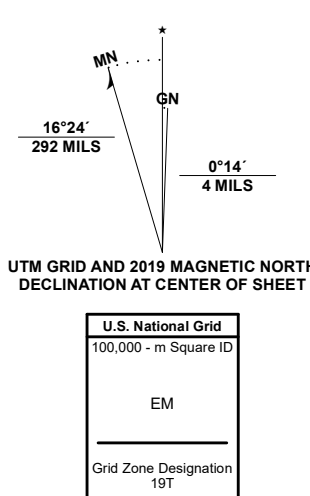 ★
MN
GN
16°24´
292 MILS
0°14´
4 MILS
UTM GRID AND 2019 MAGNETIC NORTH
DECLINATION AT CENTER OF SHEET
U.S. National Grid
100,000 - m Square ID
EM
Grid Zone Designation
19T